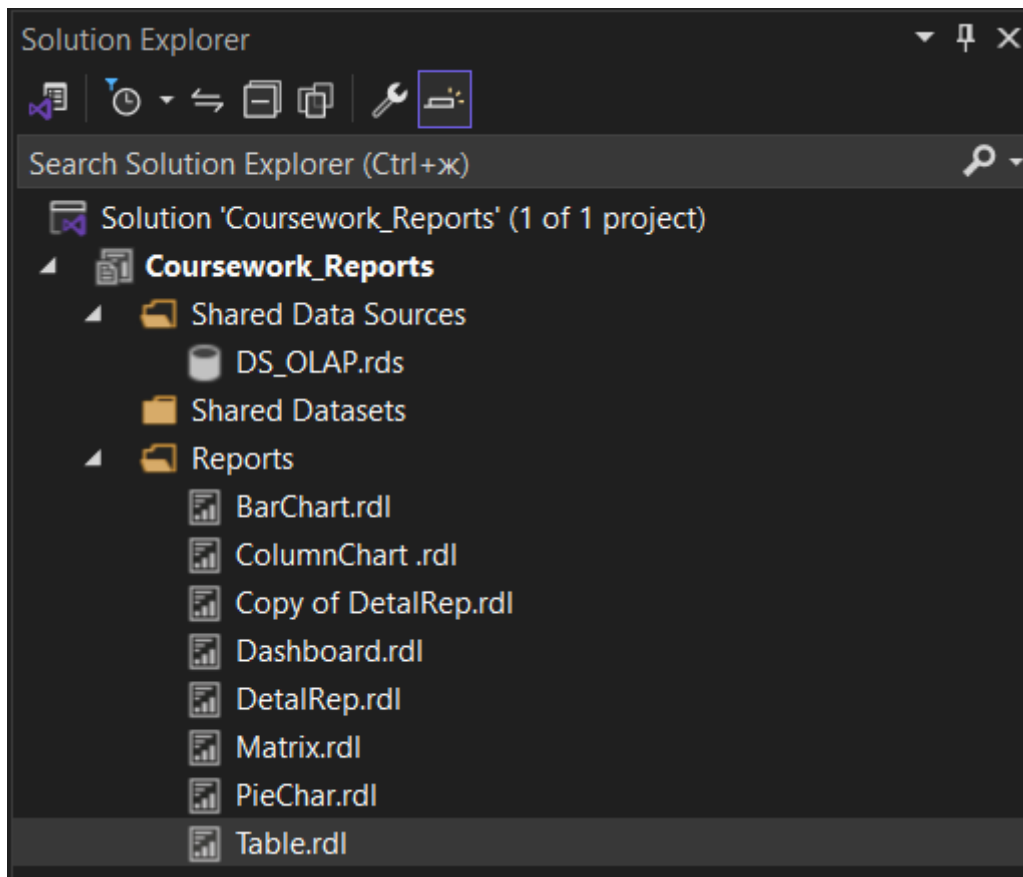 Solution Explorer
Search Solution Explorer (Ctrl+ж)
Solution 'Coursework_Reports' (1 of 1 project)
Coursework_Reports
Shared Data Sources
DS_OLAP.rds
Shared Datasets
Reports
BarChart.rdl
ColumnChart .rdl
Copy of DetalRep.rdl
Dashboard.rdl
DetalRep.rdl
Matrix.rdl
PieChar.rdl
Table.rdl